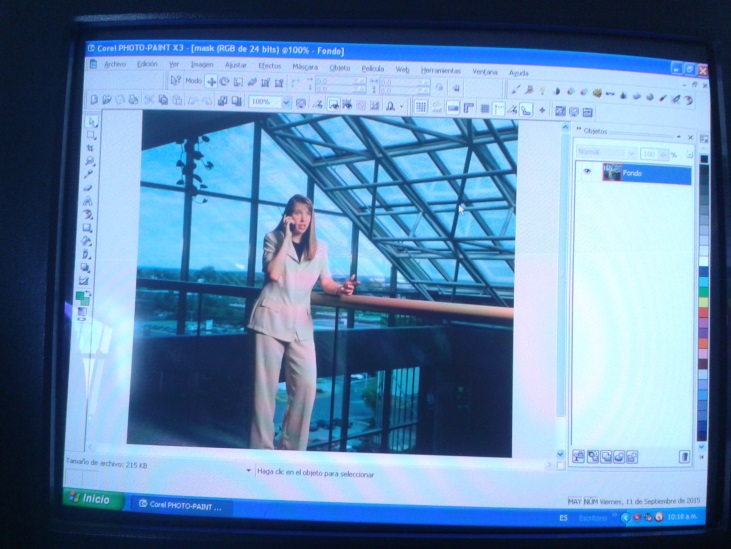 Corel PHOTO-PAINT X3 - [mask (RGB de 24 bits) @100% - Fondo]
Archivo Edición Ver Imagen Ajustar Efectos Máscara Objeto Película Web Herramientas Ventana Ayuda
Modo
100%
Objetos
Normal 100 %
Fondo
Tamaño de archivo: 215 KB
Haga clic en el objeto para seleccionar
MAY NUM Viernes, 11 de Septiembre de 2015
Inicio Corel PHOTO-PAINT ... ES Escritorio 10:18 a.m.